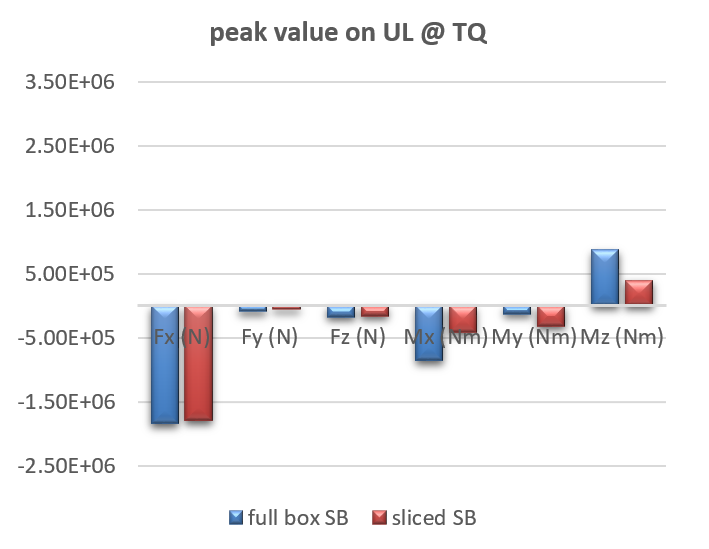 peak value on UL @ TQ
3.50E+06
2.50E+06
1.50E+06
5.00E+05
-5.00E+05
-1.50E+06
-2.50E+06
Fx (N) Fy (N) Fz (N) Mx (Nm) My (Nm) Mz (Nm)
full box SB sliced SB